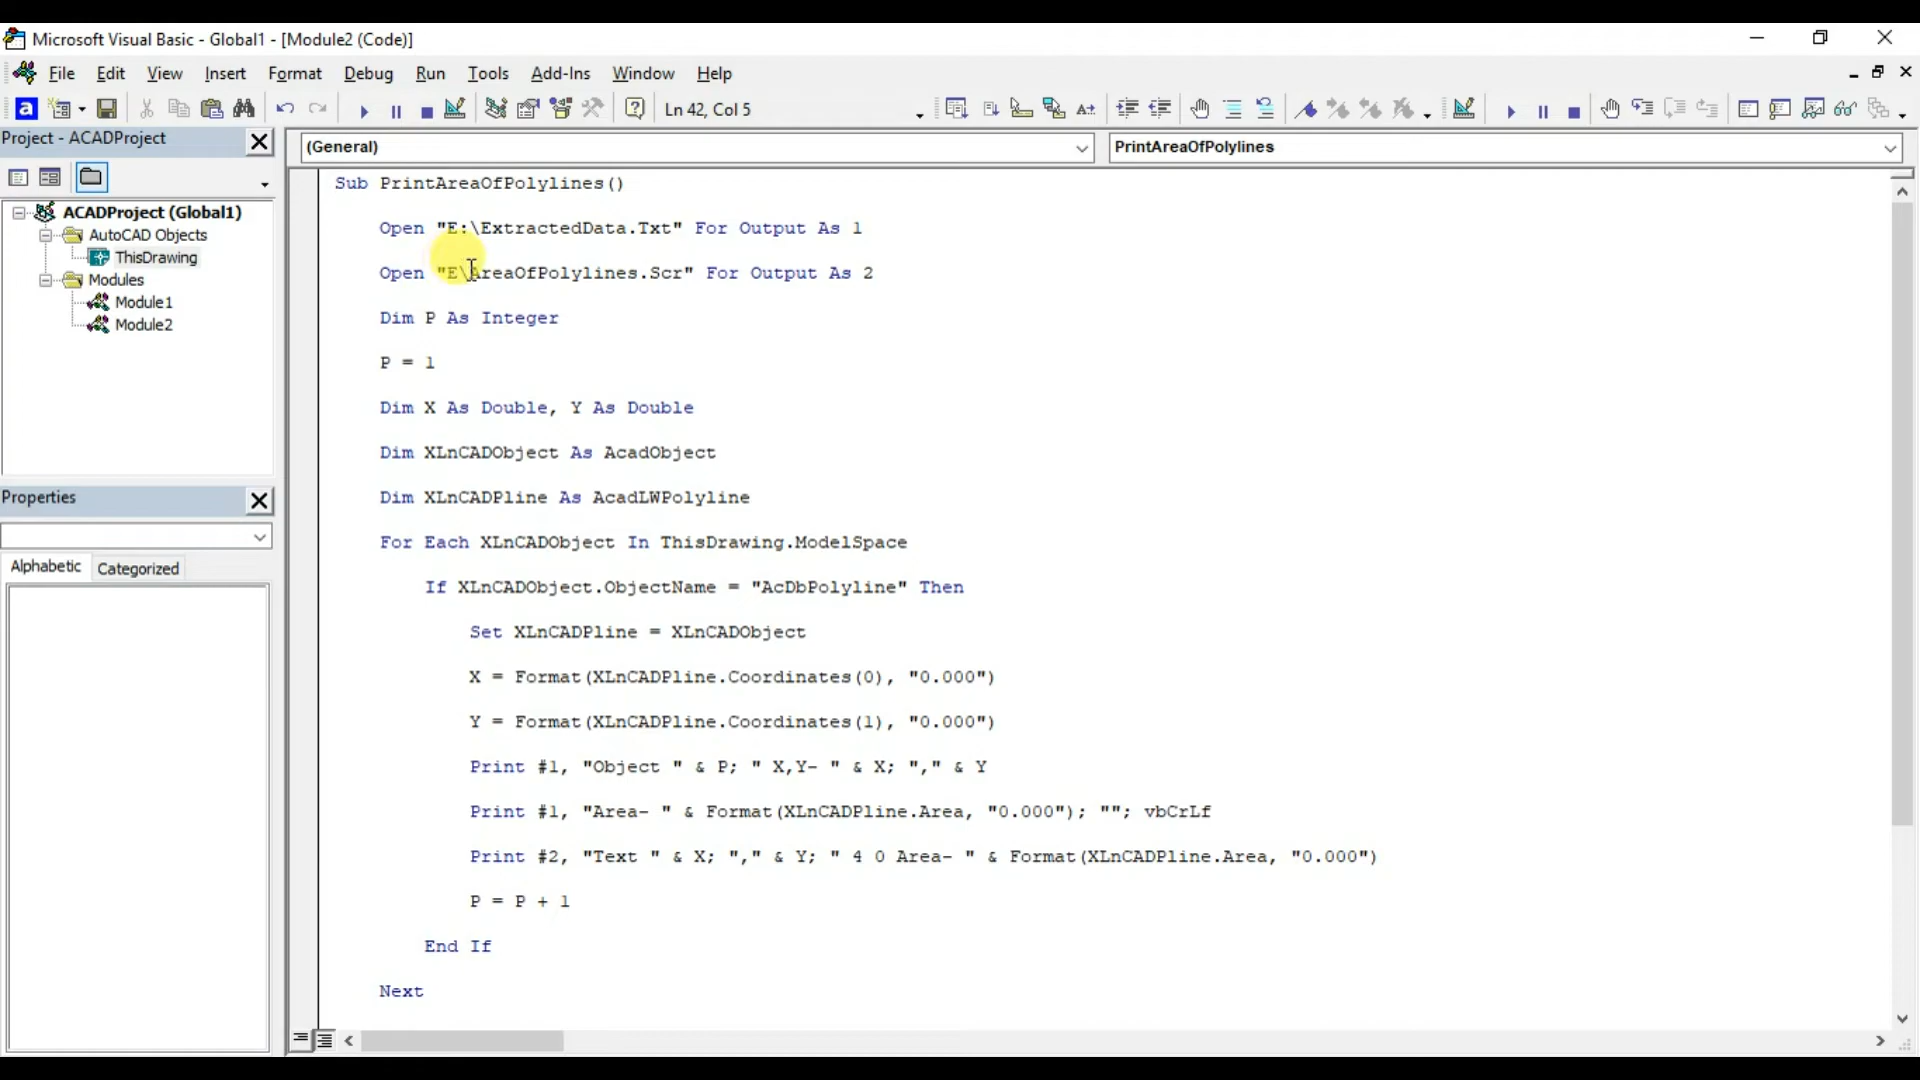 Microsoft Visual Basic - Global1 - [Module2 (Code)]
File Edit View Insert Format Debug Run Tools Add-Ins Window Help
a Ln 42, Col 5
Project - ACADProject
(General) PrintAreaOfPolylines
ACADProject (Global1)
AutoCAD Objects
ThisDrawing
Modules
Module1
Module2
Properties
Alphabetic Categorized
Sub PrintAreaOfPolylines()
Open "E:\ExtractedData.Txt" For Output As 1
Open "E\AreaOfPolylines.Scr" For Output As 2
Dim P As Integer
P = 1
Dim X As Double, Y As Double
Dim XLnCADObject As AcadObject
Dim XLnCADPline As AcadLWPolyline
For Each XLnCADObject In ThisDrawing.ModelSpace
If XLnCADObject.ObjectName = "AcDbPolyline" Then
Set XLnCADPline = XLnCADObject
X = Format(XLnCADPline.Coordinates(0), "0.000")
Y = Format(XLnCADPline.Coordinates(1), "0.000")
Print #1, "Object " & P; " X,Y- " & X; "," & Y
Print #1, "Area- " & Format(XLnCADPline.Area, "0.000"); ""; vbCrLf
Print #2, "Text " & X; "," & Y; " 4 0 Area- " & Format(XLnCADPline.Area, "0.000")
P = P + 1
End If
Next